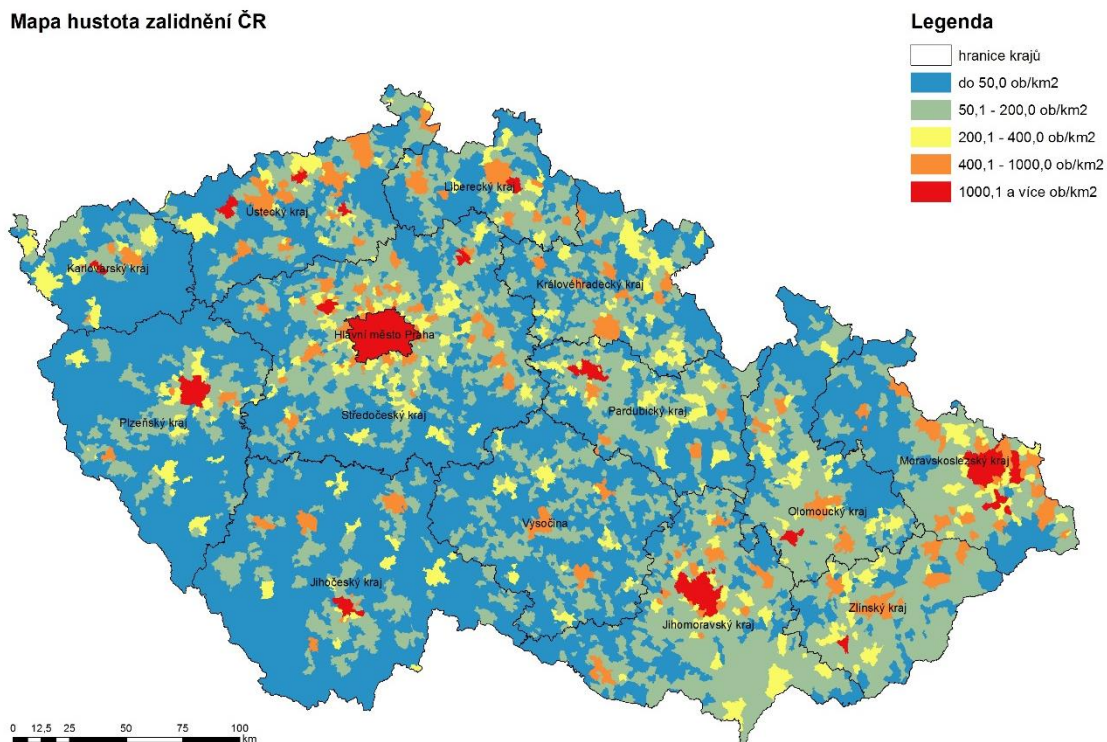 Mapa hustota zalidnění ČR
Legenda
hranice krajů
do 50,0 ob/km2
50,1 - 200,0 ob/km2
200,1 - 400,0 ob/km2
400,1 - 1000,0 ob/km2
1000,1 a více ob/km2
Liberecký kraj
Ústecký kraj
Karlovarský kraj
Královéhradecký kraj
Hlavní město Praha
Středočeský kraj
Pardubický kraj
Plzeňský kraj
Moravskoslezský kraj
Olomoucký kraj
Vysočina
Jihočeský kraj
Zlínský kraj
Jihomoravský kraj
0 12,5 25 50 75 100
km